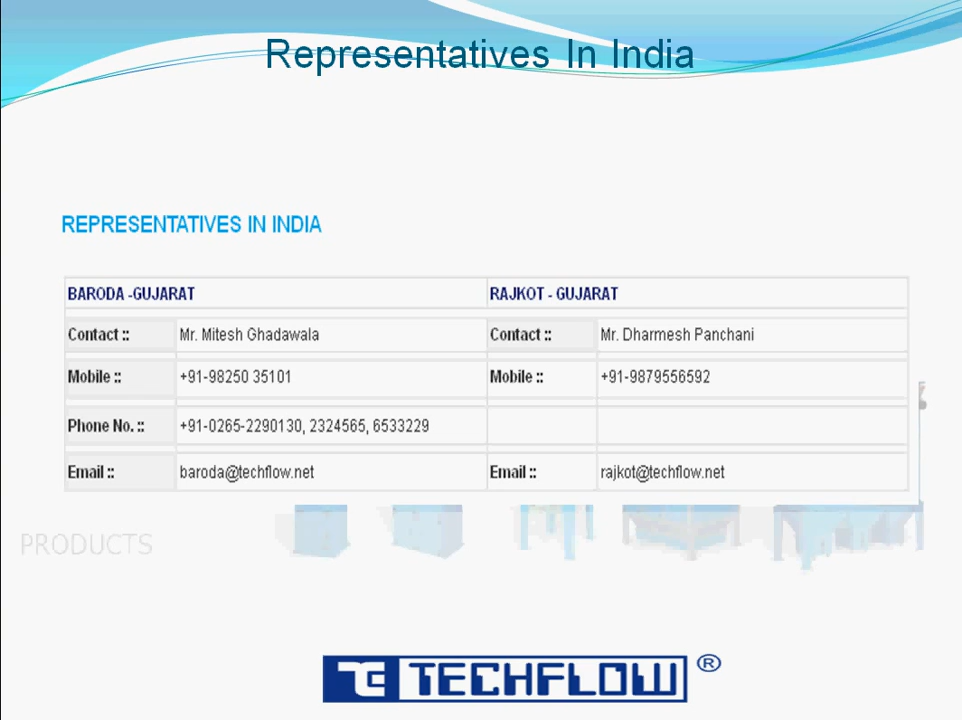 Representatives In India
REPRESENTATIVES IN INDIA
BARODA -GUJARAT RAJKOT - GUJARAT
Contact :: Mr. Mitesh Ghadawala Contact :: Mr. Dharmesh Panchani
Mobile :: +91-98250 35101 Mobile :: +91-9879556592
Phone No. :: +91-0265-2290130, 2324565, 6533229
Email :: baroda@techflow.net Email :: rajkot@techflow.net
PRODUCTS
TC TECHFLOW ®